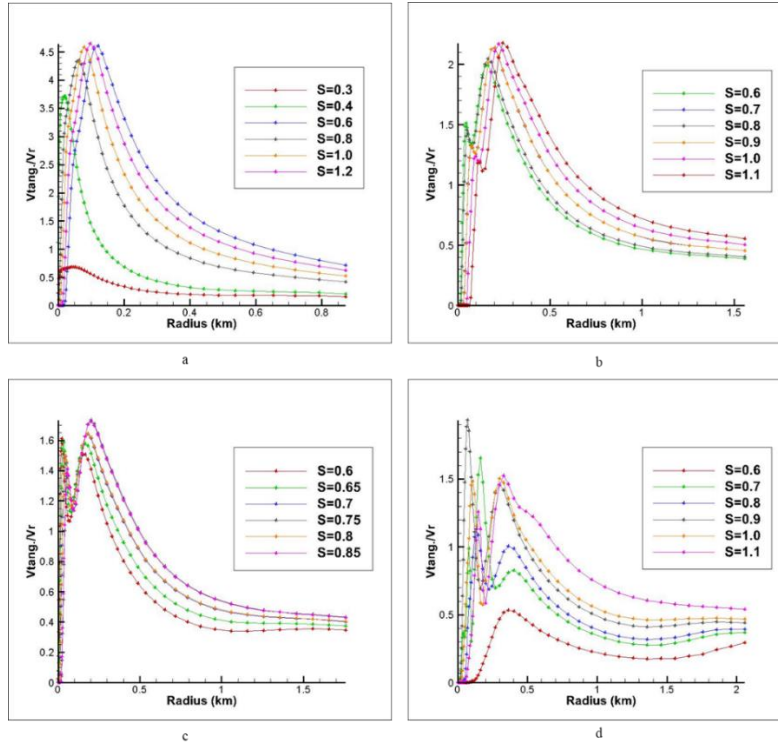 Vtang./Vr
4.5
4
3.5
3
2.5
2
1.5
1
0.5
0
S=0.3
S=0.4
S=0.6
S=0.8
S=1.0
S=1.2
0 0.2 0.4 0.6 0.8
Radius (km)
a
Vtang./Vr
2
1.5
1
0.5
0
S=0.6
S=0.7
S=0.8
S=0.9
S=1.0
S=1.1
0 0.5 1 1.5
Radius (km)
b
Vtang./Vr
1.6
1.4
1.2
1
0.8
0.6
0.4
0.2
0
S=0.6
S=0.65
S=0.7
S=0.75
S=0.8
S=0.85
0 0.5 1 1.5
Radius (km)
c
Vtang./Vr
1.5
1
0.5
0
S=0.6
S=0.7
S=0.8
S=0.9
S=1.0
S=1.1
0 0.5 1 1.5 2
Radius (km)
d